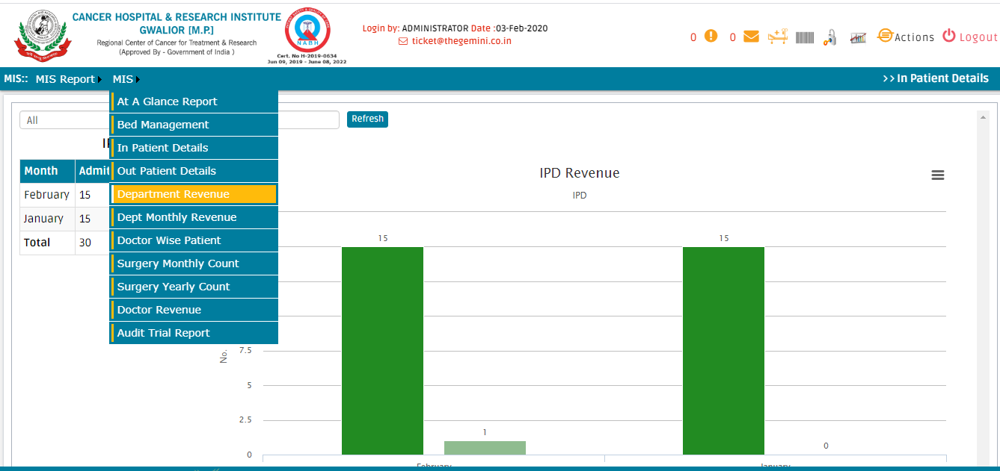 CANCER HOSPITAL & RESEARCH INSTITUTE
GWALIOR [M.P.]
Regional Center of Cancer for Treatment & Research
(Approved By - Government of India )
NABH
Cert. No H-2019-0634
Jun 09, 2019 - June 08, 2022
Login by: ADMINISTRATOR Date :03-Feb-2020
ticket@thegemini.co.in
0 0 Actions Logout
MIS:: MIS Report MIS >>In Patient Details
At A Glance Report
Bed Management
In Patient Details
Out Patient Details
Department Revenue
Dept Monthly Revenue
Doctor Wise Patient
Surgery Monthly Count
Surgery Yearly Count
Doctor Revenue
Audit Trial Report
All Refresh
Month Admit
February 15
January 15
Total 30
IPD Revenue
IPD
15 15
7.5
No.
5
2.5
1
0
0
February January